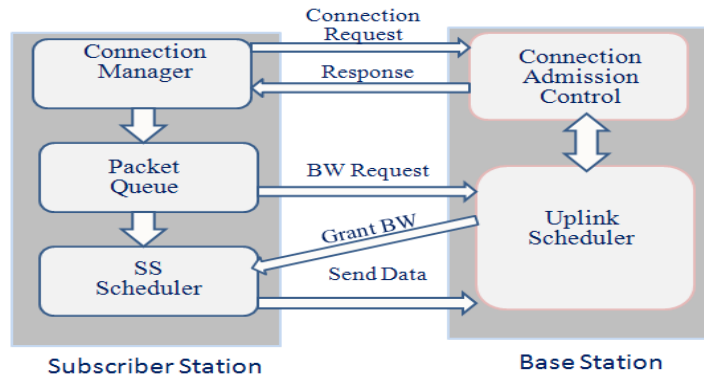 Connection
Request
Connection
Manager
Response
Connection
Admission
Control
Packet
Queue
BW Request
Uplink
Scheduler
Grant BW
SS
Scheduler
Send Data
Subscriber Station
Base Station